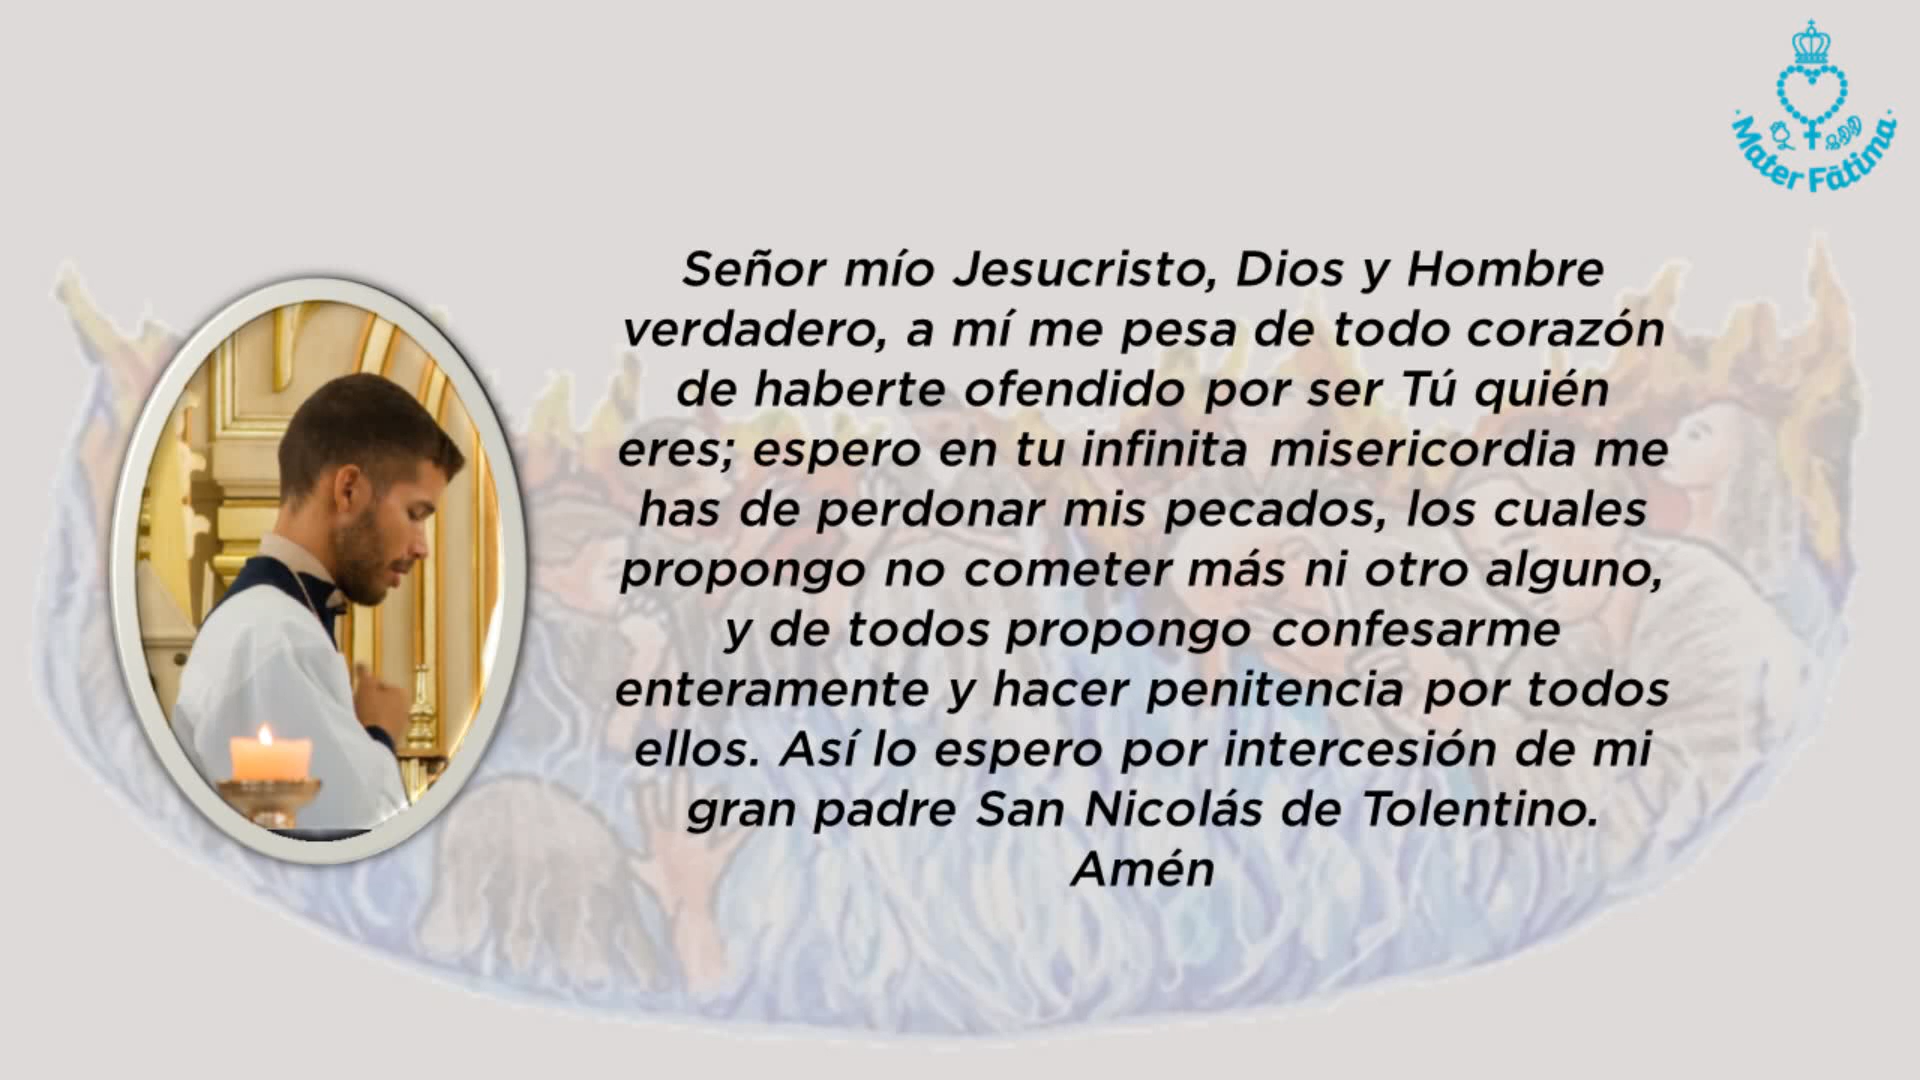 Mater Fátima
Señor mío Jesucristo, Dios y Hombre
verdadero, a mí me pesa de todo corazón
de haberte ofendido por ser Tú quién
eres; espero en tu infinita misericordia me
has de perdonar mis pecados, los cuales
propongo no cometer más ni otro alguno,
y de todos propongo confesarme
enteramente y hacer penitencia por todos
ellos. Así lo espero por intercesión de mi
gran padre San Nicolás de Tolentino.
Amén